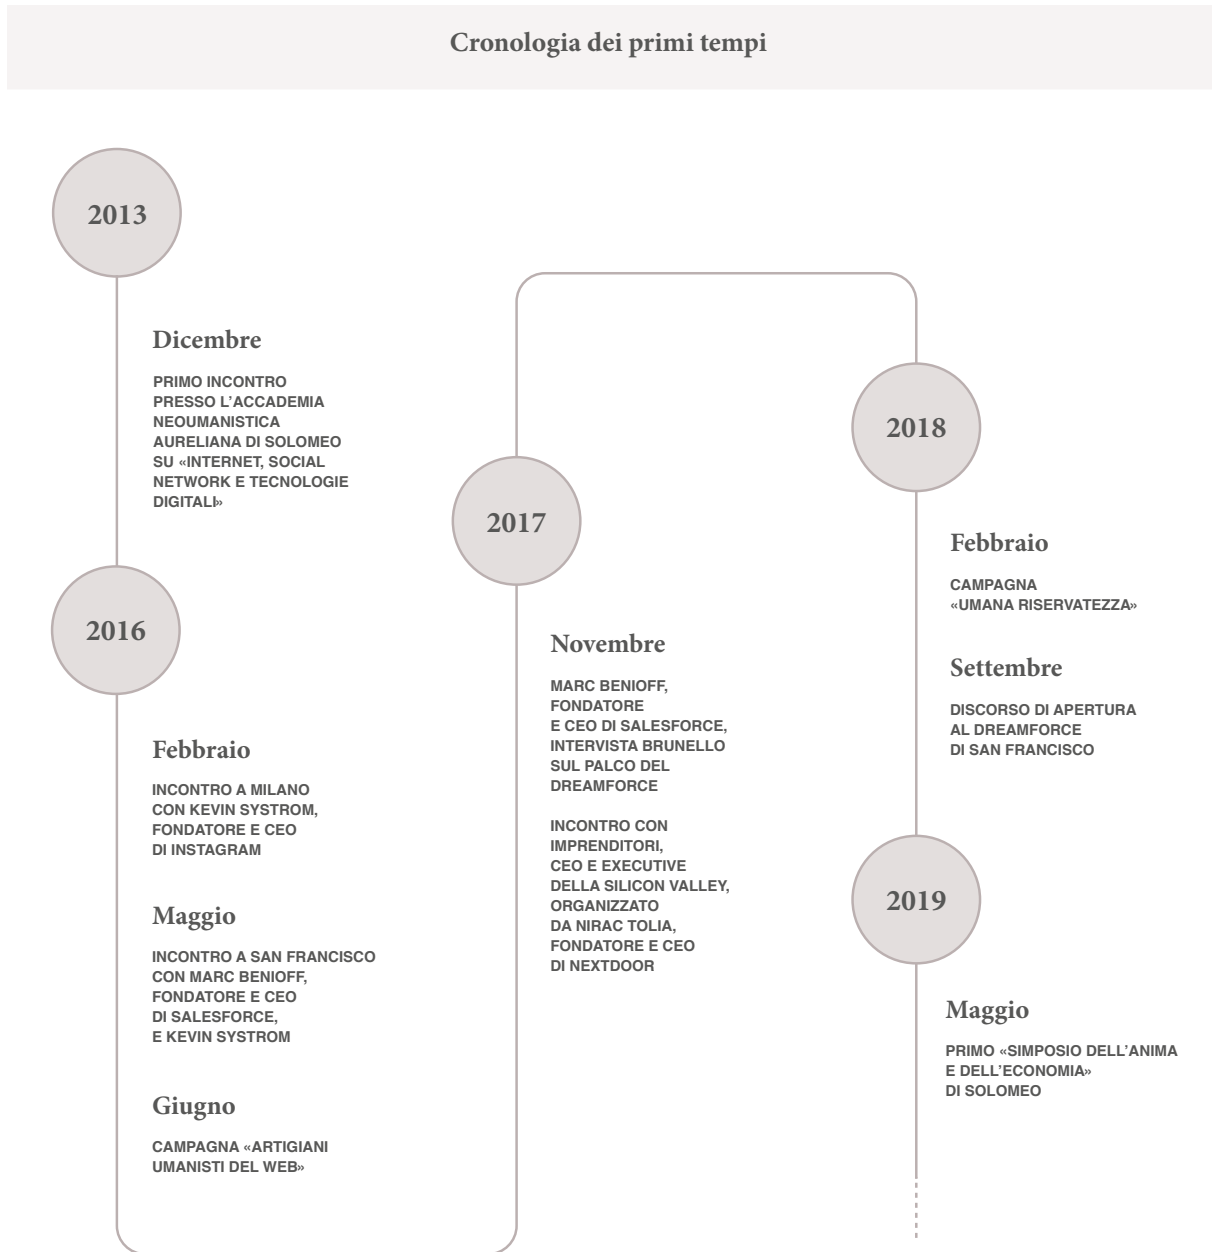 Cronologia dei primi tempi
2013
Dicembre
PRIMO INCONTRO
PRESSO L’ACCADEMIA
NEOUMANISTICA
AURELIANA DI SOLOMEO
SU «INTERNET, SOCIAL
NETWORK E TECNOLOGIE
DIGITALI»
2016
Febbraio
INCONTRO A MILANO
CON KEVIN SYSTROM,
FONDATORE E CEO
DI INSTAGRAM
Maggio
INCONTRO A SAN FRANCISCO
CON MARC BENIOFF,
FONDATORE E CEO
DI SALESFORCE,
E KEVIN SYSTROM
Giugno
CAMPAGNA «ARTIGIANI
UMANISTI DEL WEB»
2017
Novembre
MARC BENIOFF,
FONDATORE
E CEO DI SALESFORCE,
INTERVISTA BRUNELLO
SUL PALCO DEL
DREAMFORCE
INCONTRO CON
IMPRENDITORI,
CEO E EXECUTIVE
DELLA SILICON VALLEY,
ORGANIZZATO
DA NIRAC TOLIA,
FONDATORE E CEO
DI NEXTDOOR
2018
Febbraio
CAMPAGNA
«UMANA RISERVATEZZA»
Settembre
DISCORSO DI APERTURA
AL DREAMFORCE
DI SAN FRANCISCO
2019
Maggio
PRIMO «SIMPOSIO DELL’ANIMA
E DELL’ECONOMIA»
DI SOLOMEO